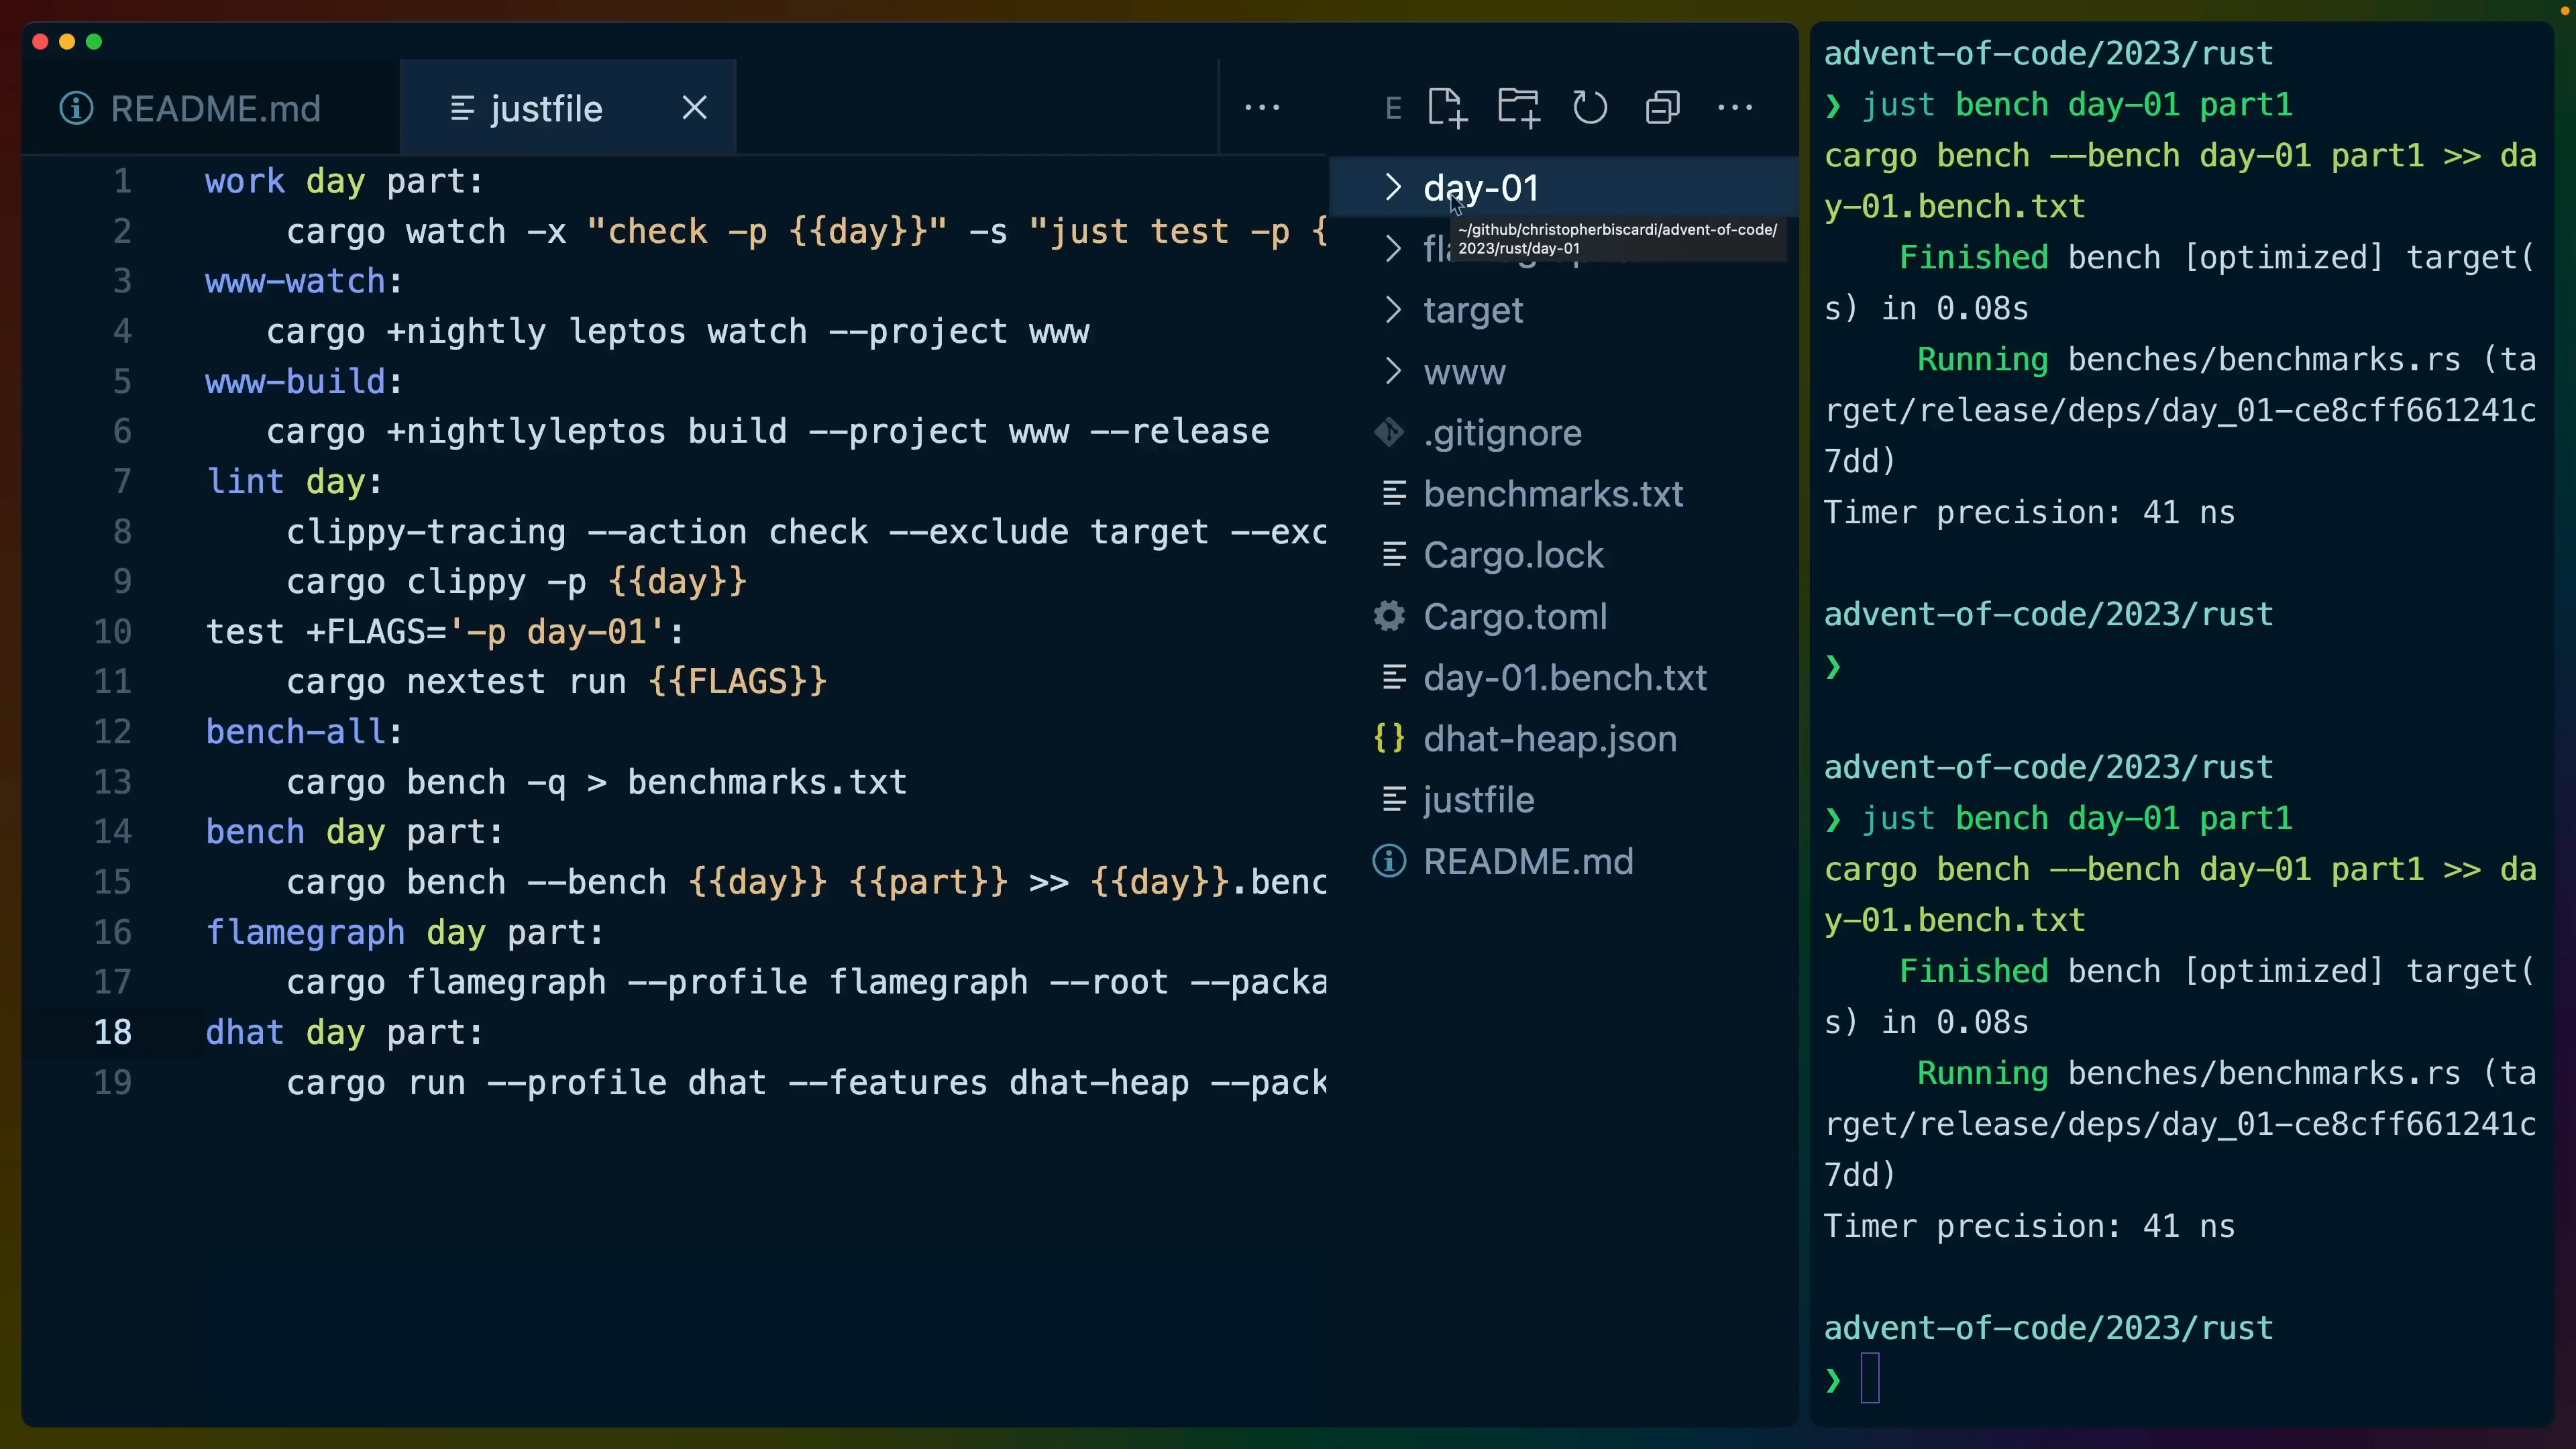 README.md
justfile
E
1 work day part:
2 cargo watch -x "check -p {{day}}" -s "just test -p {
3 www-watch:
4 cargo +nightly leptos watch --project www
5 www-build:
6 cargo +nightlyleptos build --project www --release
7 lint day:
8 clippy-tracing --action check --exclude target --exc
9 cargo clippy -p {{day}}
10 test +FLAGS='-p day-01':
11 cargo nextest run {{FLAGS}}
12 bench-all:
13 cargo bench -q > benchmarks.txt
14 bench day part:
15 cargo bench --bench {{day}} {{part}} >> {{day}}.benc
16 flamegraph day part:
17 cargo flamegraph --profile flamegraph --root --packa
18 dhat day part:
19 cargo run --profile dhat --features dhat-heap --pack
day-01
~/github/christopherbiscardi/advent-of-code/
2023/rust/day-01
target
www
.gitignore
benchmarks.txt
Cargo.lock
Cargo.toml
day-01.bench.txt
{} dhat-heap.json
justfile
README.md
advent-of-code/2023/rust
❯ just bench day-01 part1
cargo bench --bench day-01 part1 >> da
y-01.bench.txt
Finished bench [optimized] target(
s) in 0.08s
Running benches/benchmarks.rs (ta
rget/release/deps/day_01-ce8cff661241c
7dd)
Timer precision: 41 ns
advent-of-code/2023/rust
❯
advent-of-code/2023/rust
❯ just bench day-01 part1
cargo bench --bench day-01 part1 >> da
y-01.bench.txt
Finished bench [optimized] target(
s) in 0.08s
Running benches/benchmarks.rs (ta
rget/release/deps/day_01-ce8cff661241c
7dd)
Timer precision: 41 ns
advent-of-code/2023/rust
❯